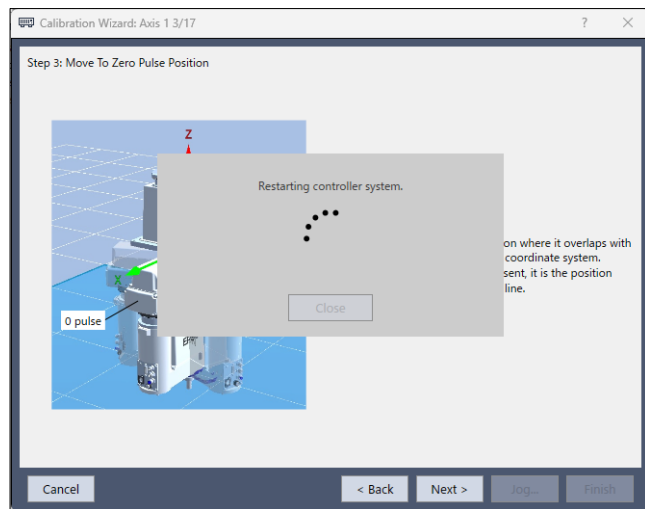 Calibration Wizard: Axis 1 3/17
?
Step 3: Move To Zero Pulse Position
Z
Restarting controller system.
on where it overlaps with
coordinate system.
sent, it is the position
line.
X
Close
0 pulse
Cancel
< Back
Next >
Jog...
Finish